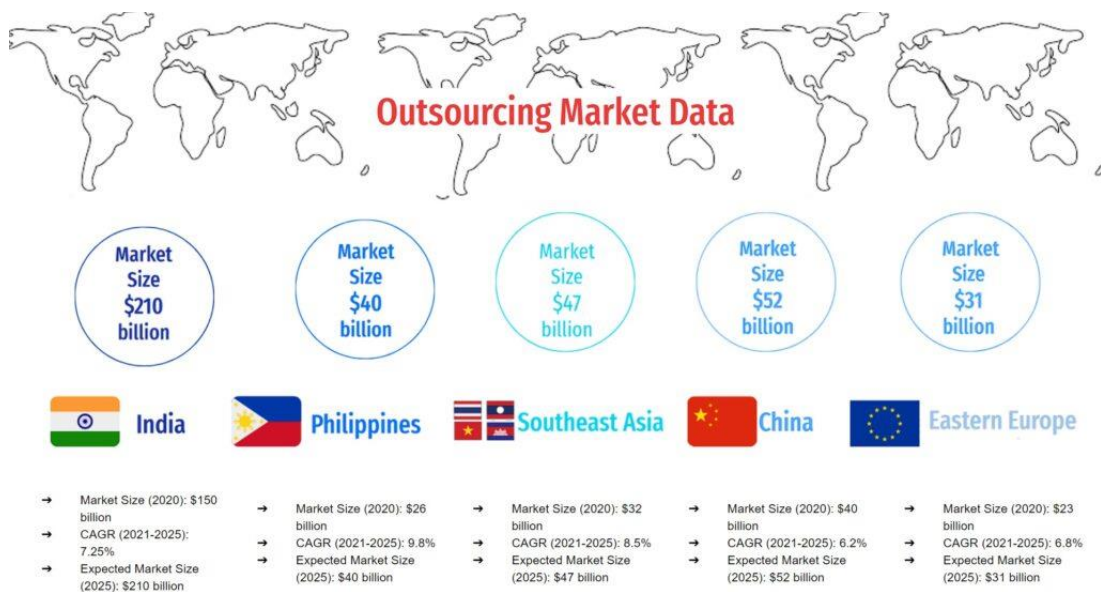 Outsourcing Market Data
Market
Size
$210
billion
Market
Size
$40
billion
Market
Size
$47
billion
Market
Size
$52
billion
Market
Size
$31
billion
India
Philippines
Southeast Asia
China
Eastern Europe
➔ Market Size (2020): $150
billion
➔ CAGR (2021-2025):
7.25%
➔ Expected Market Size
(2025): $210 billion
➔ Market Size (2020): $26
billion
➔ CAGR (2021-2025): 9.8%
➔ Expected Market Size
(2025): $40 billion
➔ Market Size (2020): $32
billion
➔ CAGR (2021-2025): 8.5%
➔ Expected Market Size
(2025): $47 billion
➔ Market Size (2020): $40
billion
➔ CAGR (2021-2025): 6.2%
➔ Expected Market Size
(2025): $52 billion
➔ Market Size (2020): $23
billion
➔ CAGR (2021-2025): 6.8%
➔ Expected Market Size
(2025): $31 billion